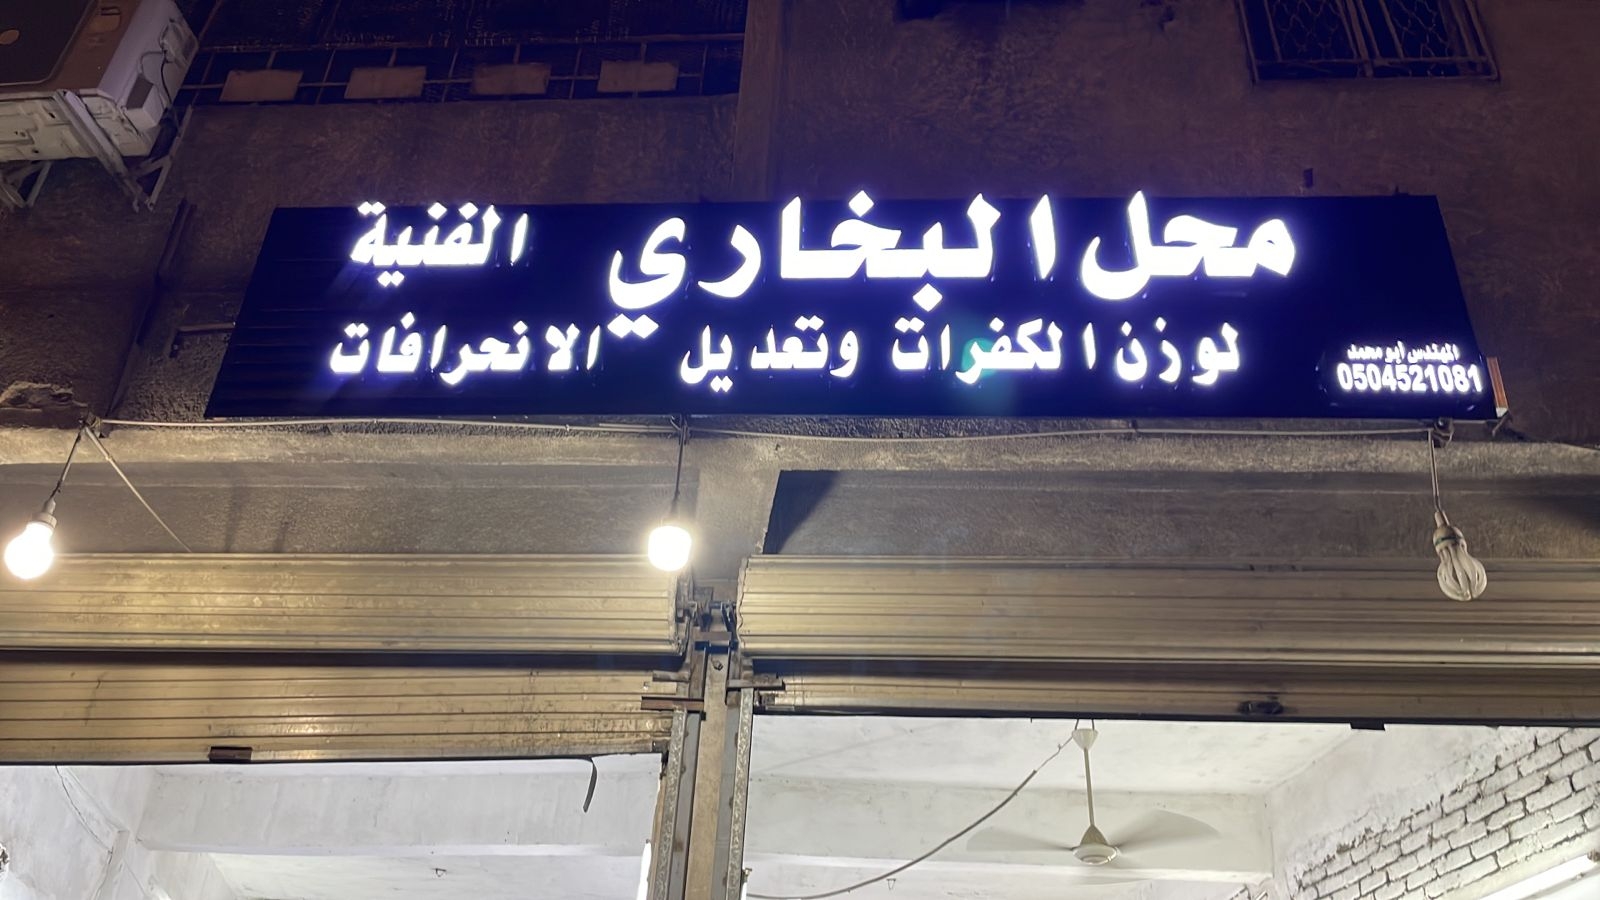 محل البخاري الفنية
لوزن الكفرات وتعديل الانحرافات
المهندس أبو محمد
0504521081